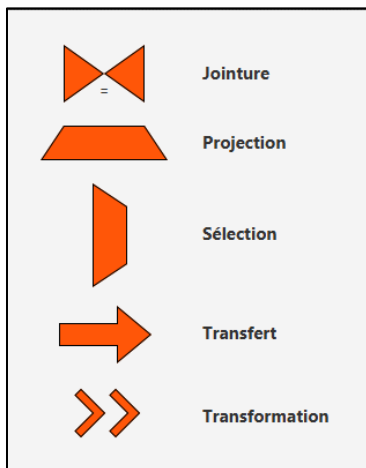 =
Jointure
Projection
Sélection
Transfert
Transformation